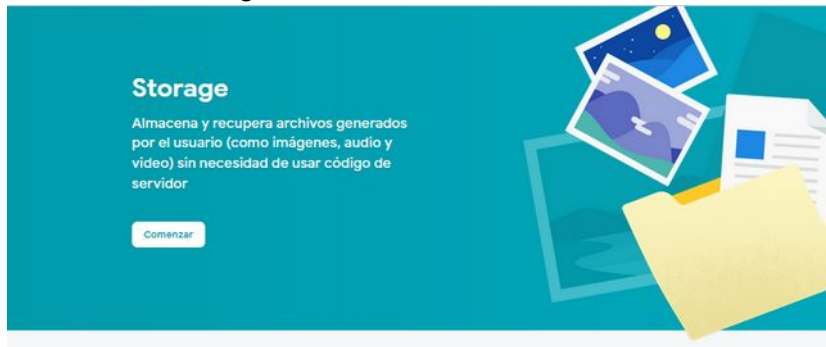 Storage
Almacena y recupera archivos generados
por el usuario (como imágenes, audio y
video) sin necesidad de usar código de
servidor
Comenzar